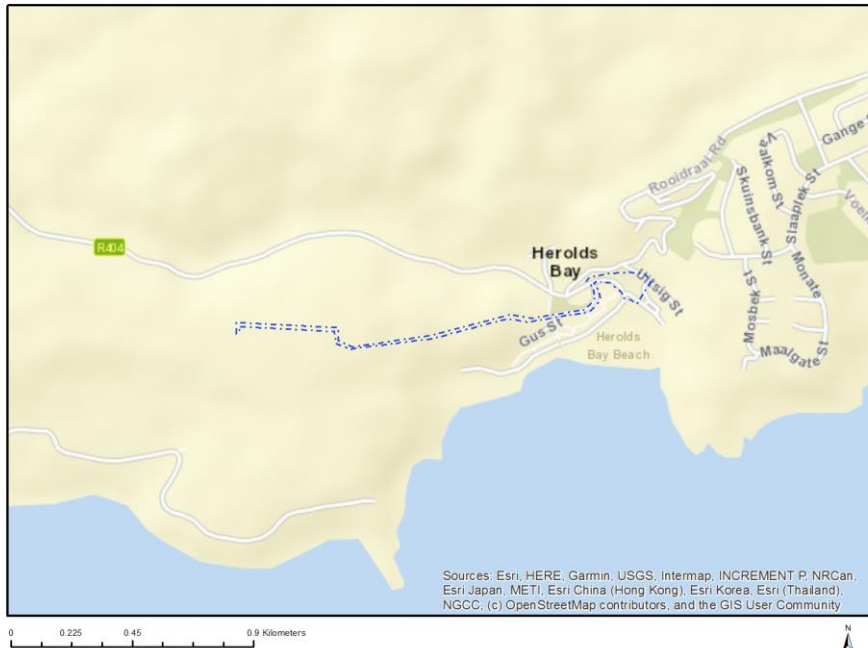 Gange
Vaalkom St
Rooidraai Rd
Skuinsbank St
Slaaplek St
R404
Herolds
Bay
Uitsig St
Mosbek St
Monate
Gus St
Herolds
Bay Beach
Maalgate St
Sources: Esri, HERE, Garmin, USGS, Intermap, INCREMENT P, NRCan,
Esri Japan, METI, Esri China (Hong Kong), Esri Korea, Esri (Thailand),
NGCC, (c) OpenStreetMap contributors, and the GIS User Community
0 0.225 0.45 0.9 Kilometers
N